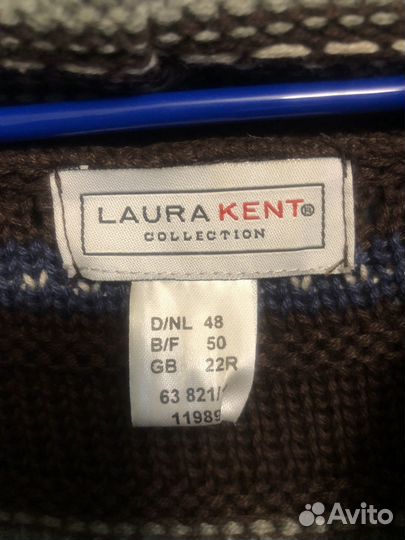 LAURA KENT®
COLLECTION
D/NL 48
B/F 50
GB 22R
63 821/
11989
Avito